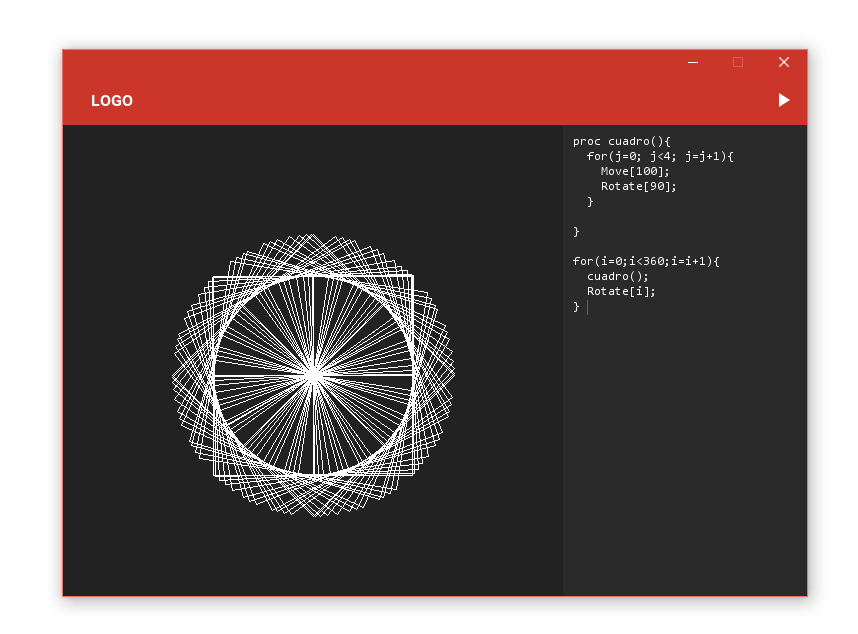 LOGO
proc cuadro(){
for(j=0; j<4; j=j+1){
Move[100];
Rotate[90];
}
}
for(i=0;i<360;i=i+1){
cuadro();
Rotate[i];
}